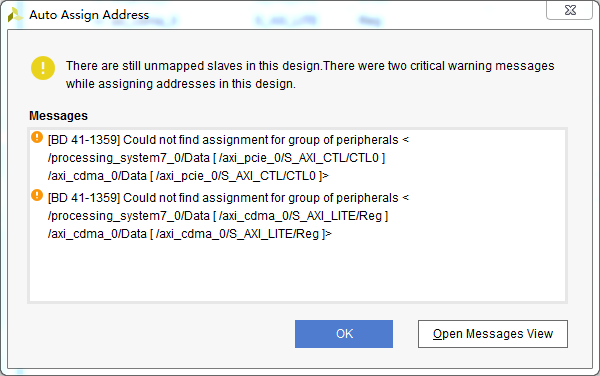 Auto Assign Address
There are still unmapped slaves in this design.There were two critical warning messages
while assigning addresses in this design.
Messages
[BD 41-1359] Could not find assignment for group of peripherals <
/processing_system7_0/Data [ /axi_pcie_0/S_AXI_CTL/CTL0 ]
/axi_cdma_0/Data [ /axi_pcie_0/S_AXI_CTL/CTL0 ]>
[BD 41-1359] Could not find assignment for group of peripherals <
/processing_system7_0/Data [ /axi_cdma_0/S_AXI_LITE/Reg ]
/axi_cdma_0/Data [ /axi_cdma_0/S_AXI_LITE/Reg ]>
OK
Open Messages View